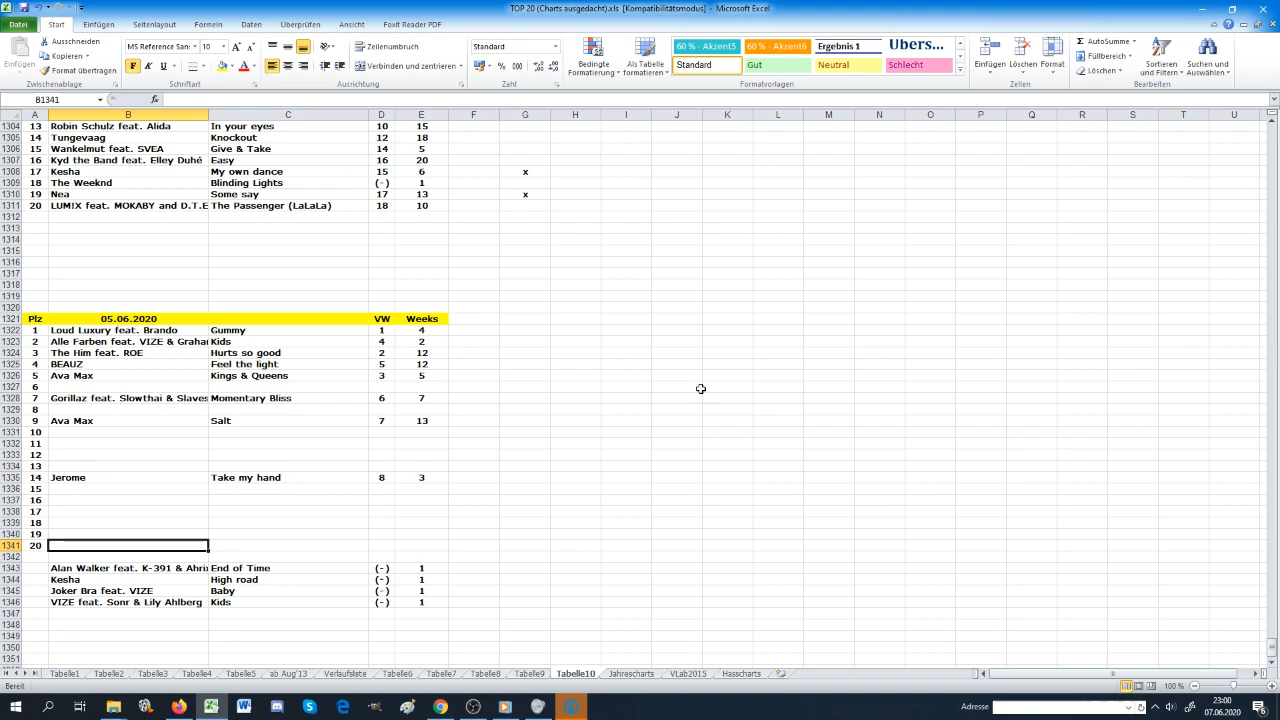 TOP 20 (Charts ausgedacht).xls [Kompatibilitätsmodus] - Microsoft Excel
Datei Start Einfügen Seitenlayout Formeln Daten Überprüfen Ansicht Foxit Reader PDF
Einfügen Ausschneiden Kopieren Format übertragen Zwischenablage
MS Reference San: 10 F K U Schriftart
Zeilenumbruch Verbinden und zentrieren Ausrichtung
Standard % 000 Zahl
Bedingte Formatierung Als Tabelle formatieren
60 % - Akzent5 60 % - Akzent6 Ergebnis 1 Übers...
Standard Gut Neutral Schlecht
Formatvorlagen
Einfügen Löschen Format Zellen
AutoSumme Füllbereich Löschen Sortieren und Filtern Suchen und Auswählen Bearbeiten
B1341 fx
A B C D E F G H I J K L M N O P Q R S T U
1304 13 Robin Schulz feat. Alida In your eyes 10 15
1305 14 Tungevaag Knockout 12 18
1306 15 Wankelmut feat. SVEA Give & Take 14 5
1307 16 Kyd the Band feat. Elley Duhé Easy 16 20
1308 17 Kesha My own dance 15 6 x
1309 18 The Weeknd Blinding Lights (-) 1
1310 19 Nea Some say 17 13 x
1311 20 LUM!X feat. MOKABY and D.T.E The Passenger (LaLaLa) 18 10
1312
1313
1314
1315
1316
1317
1318
1319
1320
1321 Plz 05.06.2020 VW Weeks
1322 1 Loud Luxury feat. Brando Gummy 1 4
1323 2 Alle Farben feat. VIZE & Graha Kids 4 2
1324 3 The Him feat. ROE Hurts so good 2 12
1325 4 BEAUZ Feel the light 5 12
1326 5 Ava Max Kings & Queens 3 5
1327 6
1328 7 Gorillaz feat. Slowthai & Slaves Momentary Bliss 6 7
1329 8
1330 9 Ava Max Salt 7 13
1331 10
1332 11
1333 12
1334 13
1335 14 Jerome Take my hand 8 3
1336 15
1337 16
1338 17
1339 18
1340 19
1341 20
1342
1343 Alan Walker feat. K-391 & Ahrix End of Time (-) 1
1344 Kesha High road (-) 1
1345 Joker Bra feat. VIZE Baby (-) 1
1346 VIZE feat. Sonr & Lily Ahlberg Kids (-) 1
1347
1348
1349
1350
1351
Tabelle1 Tabelle2 Tabelle3 Tabelle4 Tabelle5 ab Aug'13 Verlaufsliste Tabelle6 Tabelle7 Tabelle8 Tabelle9 Tabelle10 Jahrescharts VLab2015 Hasscharts
Bereit 100 %
Adresse 23:00
07.06.2020